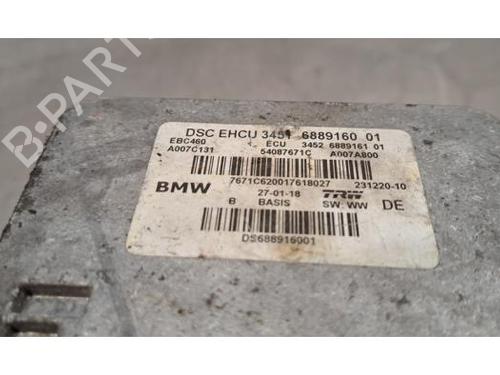 DSC EHCU 3451 6889160 01
EBC460 ECU 3452 6889161 01
A007C131 54087671C A007A800
BMW 7671C620017618027 231220-10
27-01-18 TRW DE
B BASIS SW: WW
DS688916001
B-PARTS